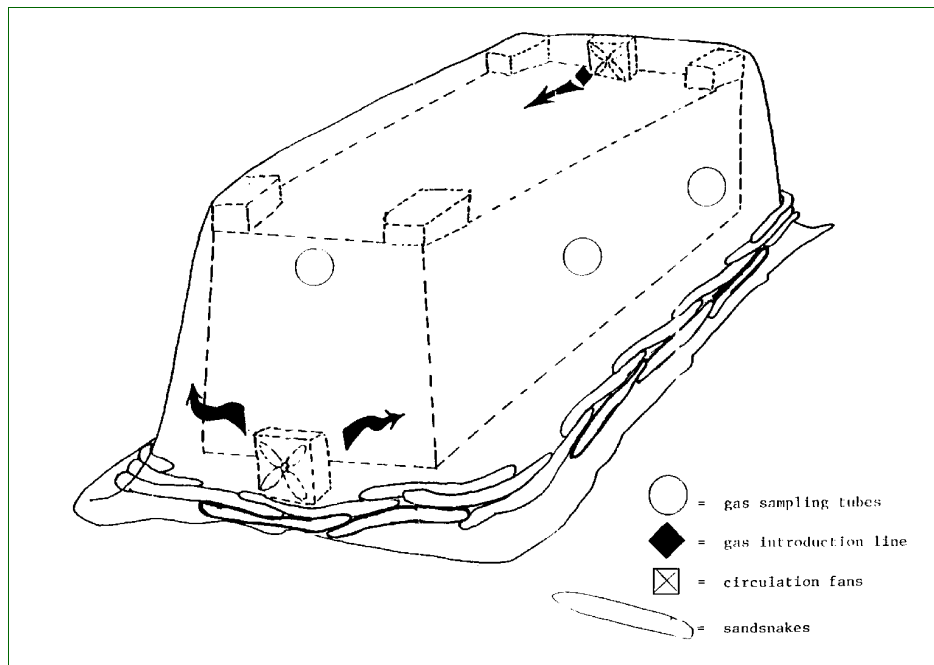 = gas sampling tubes
= gas introduction line
= circulation fans
= sandsnakes